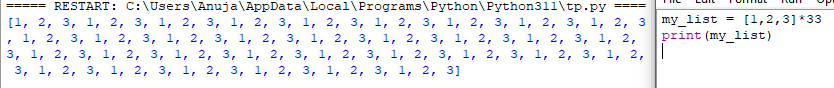 ===== RESTART: C:\Users\Anuja\AppData\Local\Programs\Python\Python311\tp.py ====
[1, 2, 3, 1, 2, 3, 1, 2, 3, 1, 2, 3, 1, 2, 3, 1, 2, 3, 1, 2, 3, 1, 2, 3, 1, 2, 3
, 1, 2, 3, 1, 2, 3, 1, 2, 3, 1, 2, 3, 1, 2, 3, 1, 2, 3, 1, 2, 3, 1, 2, 3, 1, 2, 
3, 1, 2, 3, 1, 2, 3, 1, 2, 3, 1, 2, 3, 1, 2, 3, 1, 2, 3, 1, 2, 3, 1, 2, 3, 1, 2,
 3, 1, 2, 3, 1, 2, 3, 1, 2, 3, 1, 2, 3, 1, 2, 3, 1, 2, 3]
my_list = [1,2,3]*33
print(my_list)